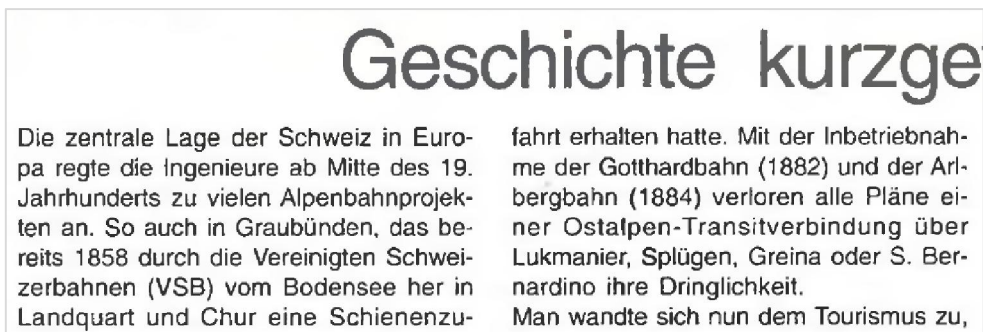 Geschichte kurzge
Die zentrale Lage der Schweiz in Euro-
pa regte die Ingenieure ab Mitte des 19.
Jahrhunderts zu vielen Alpenbahnprojek-
ten an. So auch in Graubünden, das be-
reits 1858 durch die Vereinigten Schwei-
zerbahnen (VSB) vom Bodensee her in
Landquart und Chur eine Schienenzu-
fahrt erhalten hatte. Mit der Inbetriebnah-
me der Gotthardbahn (1882) und der Arl-
bergbahn (1884) verloren alle Pläne ei-
ner Ostalpen-Transitverbindung über
Lukmanier, Splügen, Greina oder S. Ber-
nardino ihre Dringlichkeit.
Man wandte sich nun dem Tourismus zu,